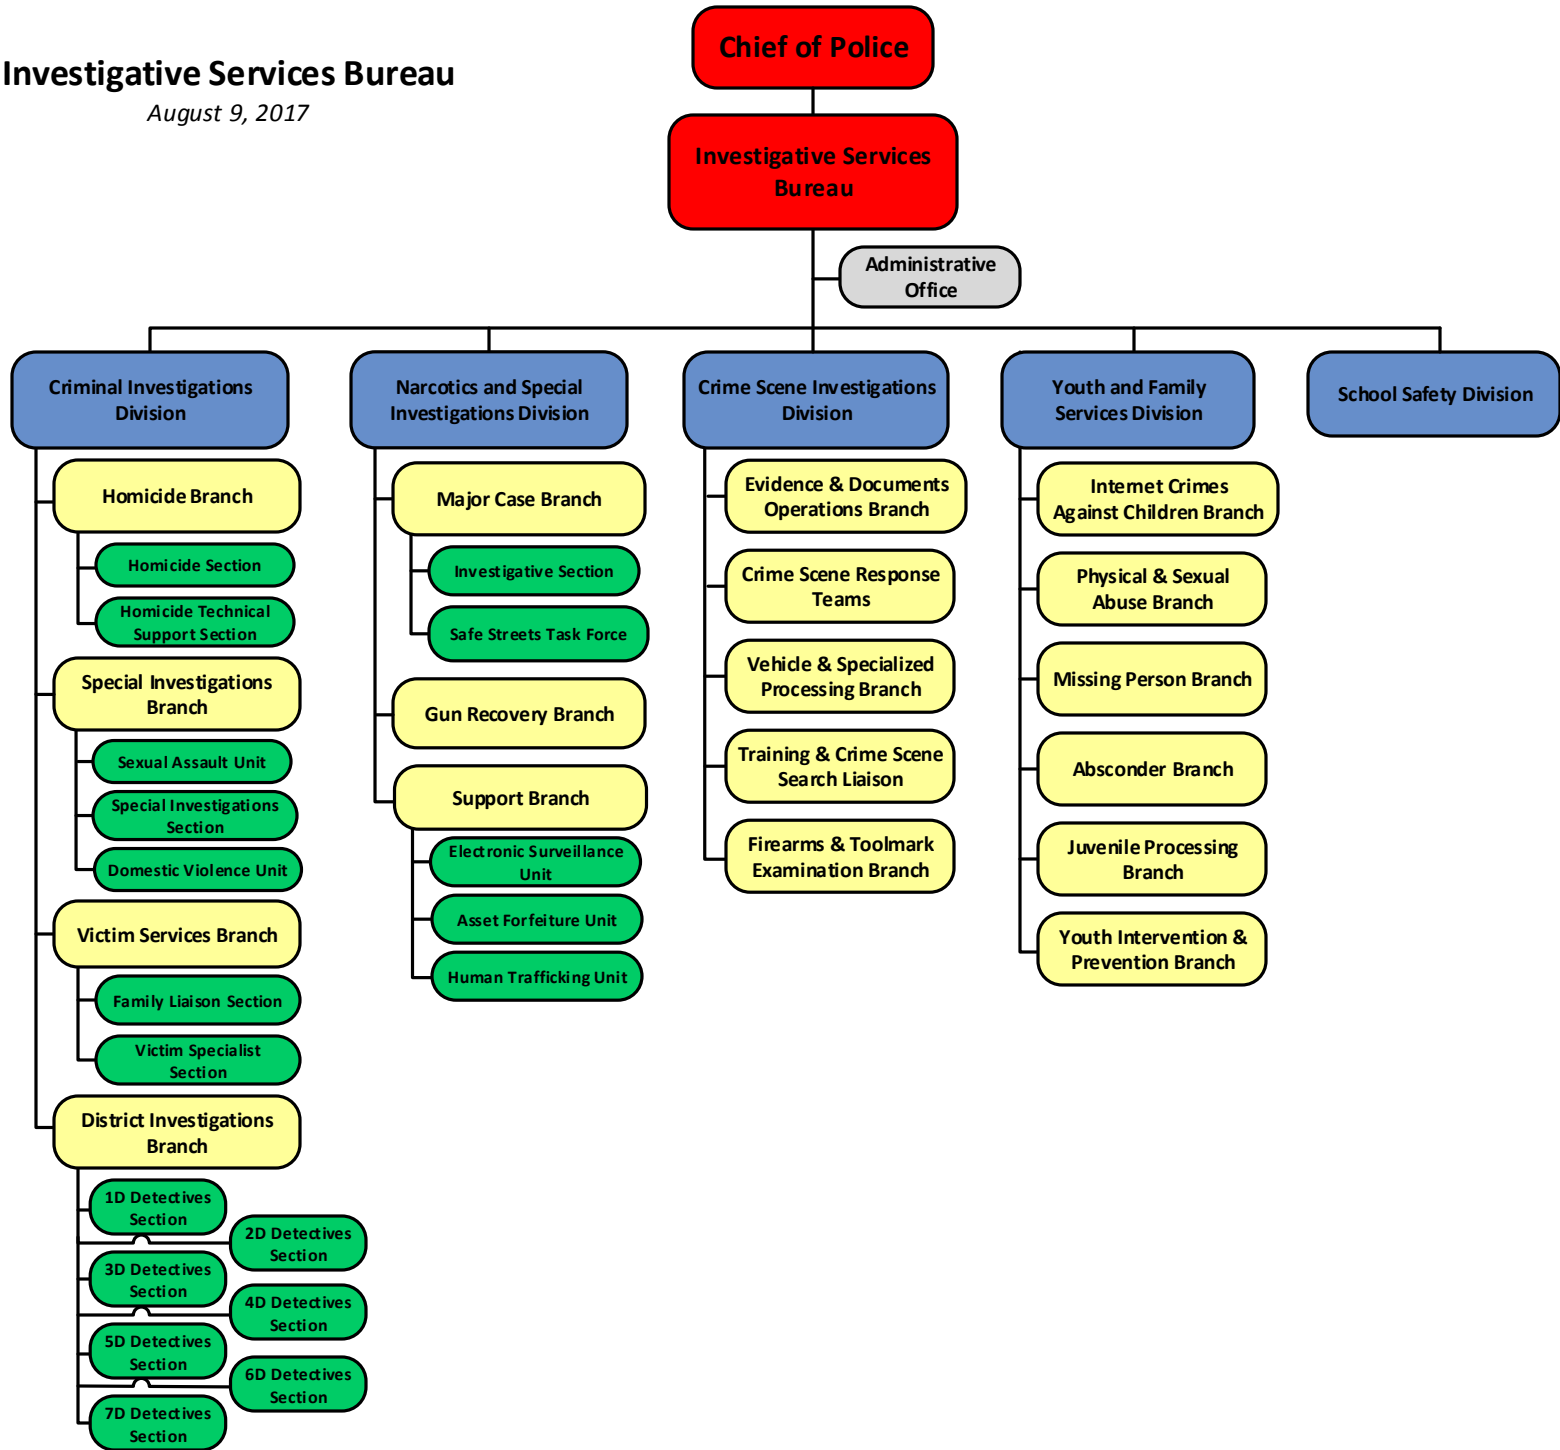 Investigative Services Bureau
August 9, 2017
Chief of Police
Investigative Services
Bureau
Administrative
Office
Criminal Investigations
Division
Homicide Branch
Homicide Section
Homicide Technical
Support Section
Special Investigations
Branch
Sexual Assault Unit
Special Investigations
Section
Domestic Violence Unit
Victim Services Branch
Family Liaison Section
Victim Specialist
Section
District Investigations
Branch
1D Detectives
Section
2D Detectives
Section
3D Detectives
Section
4D Detectives
Section
5D Detectives
Section
6D Detectives
Section
7D Detectives
Section
Narcotics and Special
Investigations Division
Major Case Branch
Investigative Section
Safe Streets Task Force
Gun Recovery Branch
Support Branch
Electronic Surveillance
Unit
Asset Forfeiture Unit
Human Trafficking Unit
Crime Scene Investigations
Division
Evidence & Documents
Operations Branch
Crime Scene Response
Teams
Vehicle & Specialized
Processing Branch
Training & Crime Scene
Search Liaison
Firearms & Toolmark
Examination Branch
Youth and Family
Services Division
Internet Crimes
Against Children Branch
Physical & Sexual
Abuse Branch
Missing Person Branch
Absconder Branch
Juvenile Processing
Branch
Youth Intervention &
Prevention Branch
School Safety Division